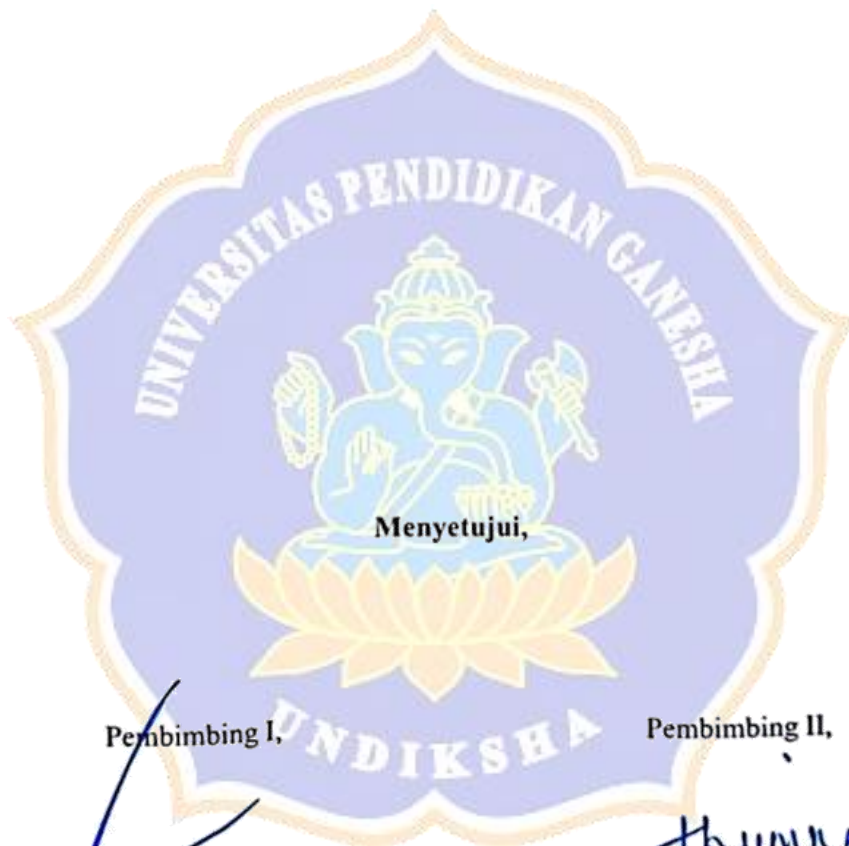 UNIVERSITAS PENDIDIKAN GANESHA
Menyetujui,
Pembimbing I,
Pembimbing II,
UNDIKSHA